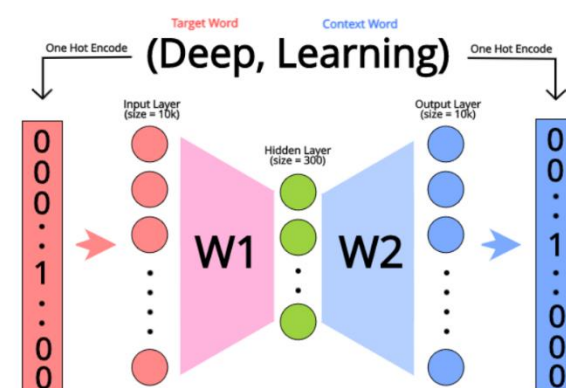 Target Word
Context Word
One Hot Encode
(Deep, Learning)
One Hot Encode
Input Layer
(size = 10k)
Output Layer
(size = 10k)
Hidden Layer
(size = 300)
0
0
0
.
.
1
.
.
0
0
W1
W2
0
0
.
.
1
.
.
0
0
0